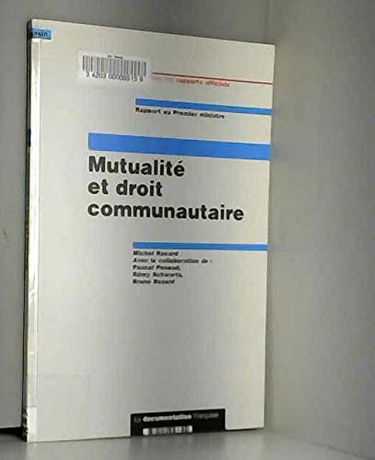 rapports officiels
Rapport au Premier ministre
Mutualité
et droit
communautaire
Michel Rocard
Avec la collaboration de :
Pascal Penaud,
Rémy Schwartz,
Bruno Bézard
La documentation Française